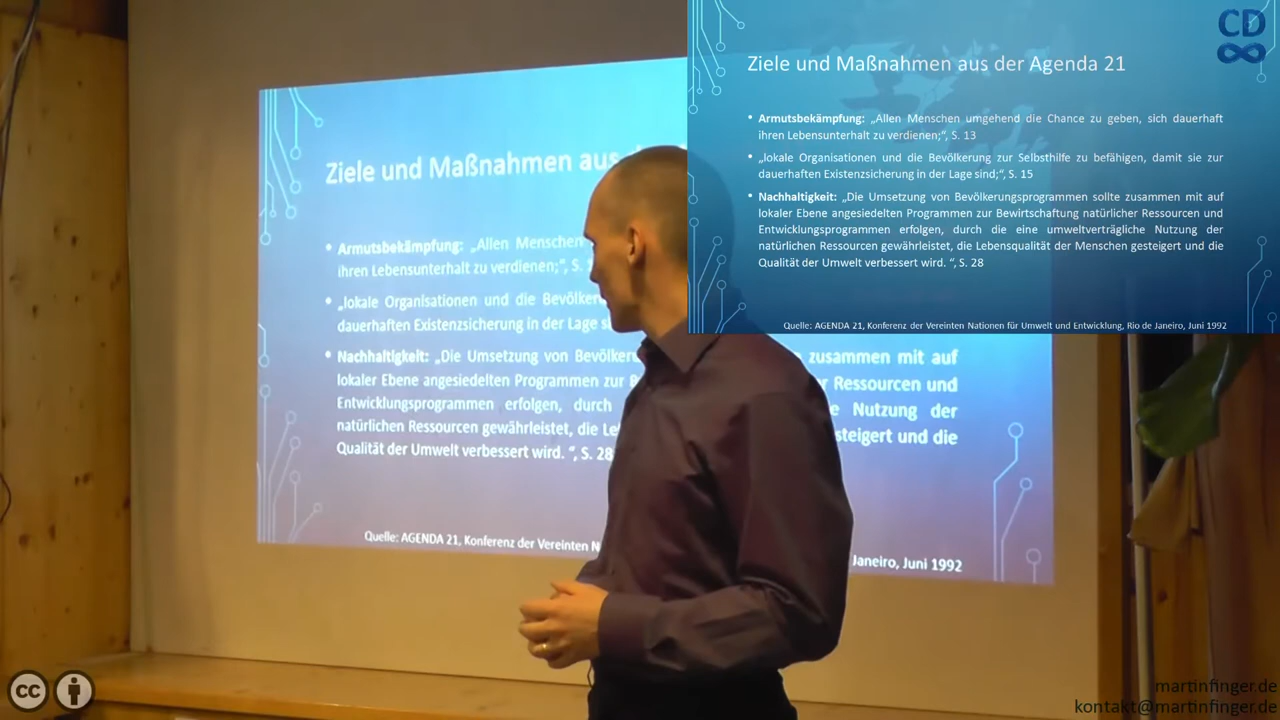 Ziele und Maßnahmen aus
• Armutsbekämpfung: „Allen Menschen
ihren Lebensunterhalt zu verdienen;“, S.
• „lokale Organisationen und die
dauerhaften Existenzsicherung in der Lage
• Nachhaltigkeit: „Die Umsetzung von zusammen mit auf
lokaler Ebene angesiedelten Programmen zur Ressourcen und
Entwicklungsprogrammen erfolgen, durch Nutzung der
natürlichen Ressourcen gewährleistet, die und die
Qualität der Umwelt verbessert wird. “, S. 28
Quelle: AGENDA 21, Konferenz der Vereinten Janeiro, Juni 1992
CD
Ziele und Maßnahmen aus der Agenda 21
• Armutsbekämpfung: „Allen Menschen umgehend die Chance zu geben, sich dauerhaft
ihren Lebensunterhalt zu verdienen;“, S. 13
• „lokale Organisationen und die Bevölkerung zur Selbsthilfe zu befähigen, damit sie zur
dauerhaften Existenzsicherung in der Lage sind;“, S. 15
• Nachhaltigkeit: „Die Umsetzung von Bevölkerungsprogrammen sollte zusammen mit auf
lokaler Ebene angesiedelten Programmen zur Bewirtschaftung natürlicher Ressourcen und
Entwicklungsprogrammen erfolgen, durch die eine umweltverträgliche Nutzung der
natürlichen Ressourcen gewährleistet, die Lebensqualität der Menschen gesteigert und die
Qualität der Umwelt verbessert wird. “, S. 28
Quelle: AGENDA 21, Konferenz der Vereinten Nationen für Umwelt und Entwicklung, Rio de Janeiro, Juni 1992
cc
martinfinger.de
kontakt@martinfinger.de